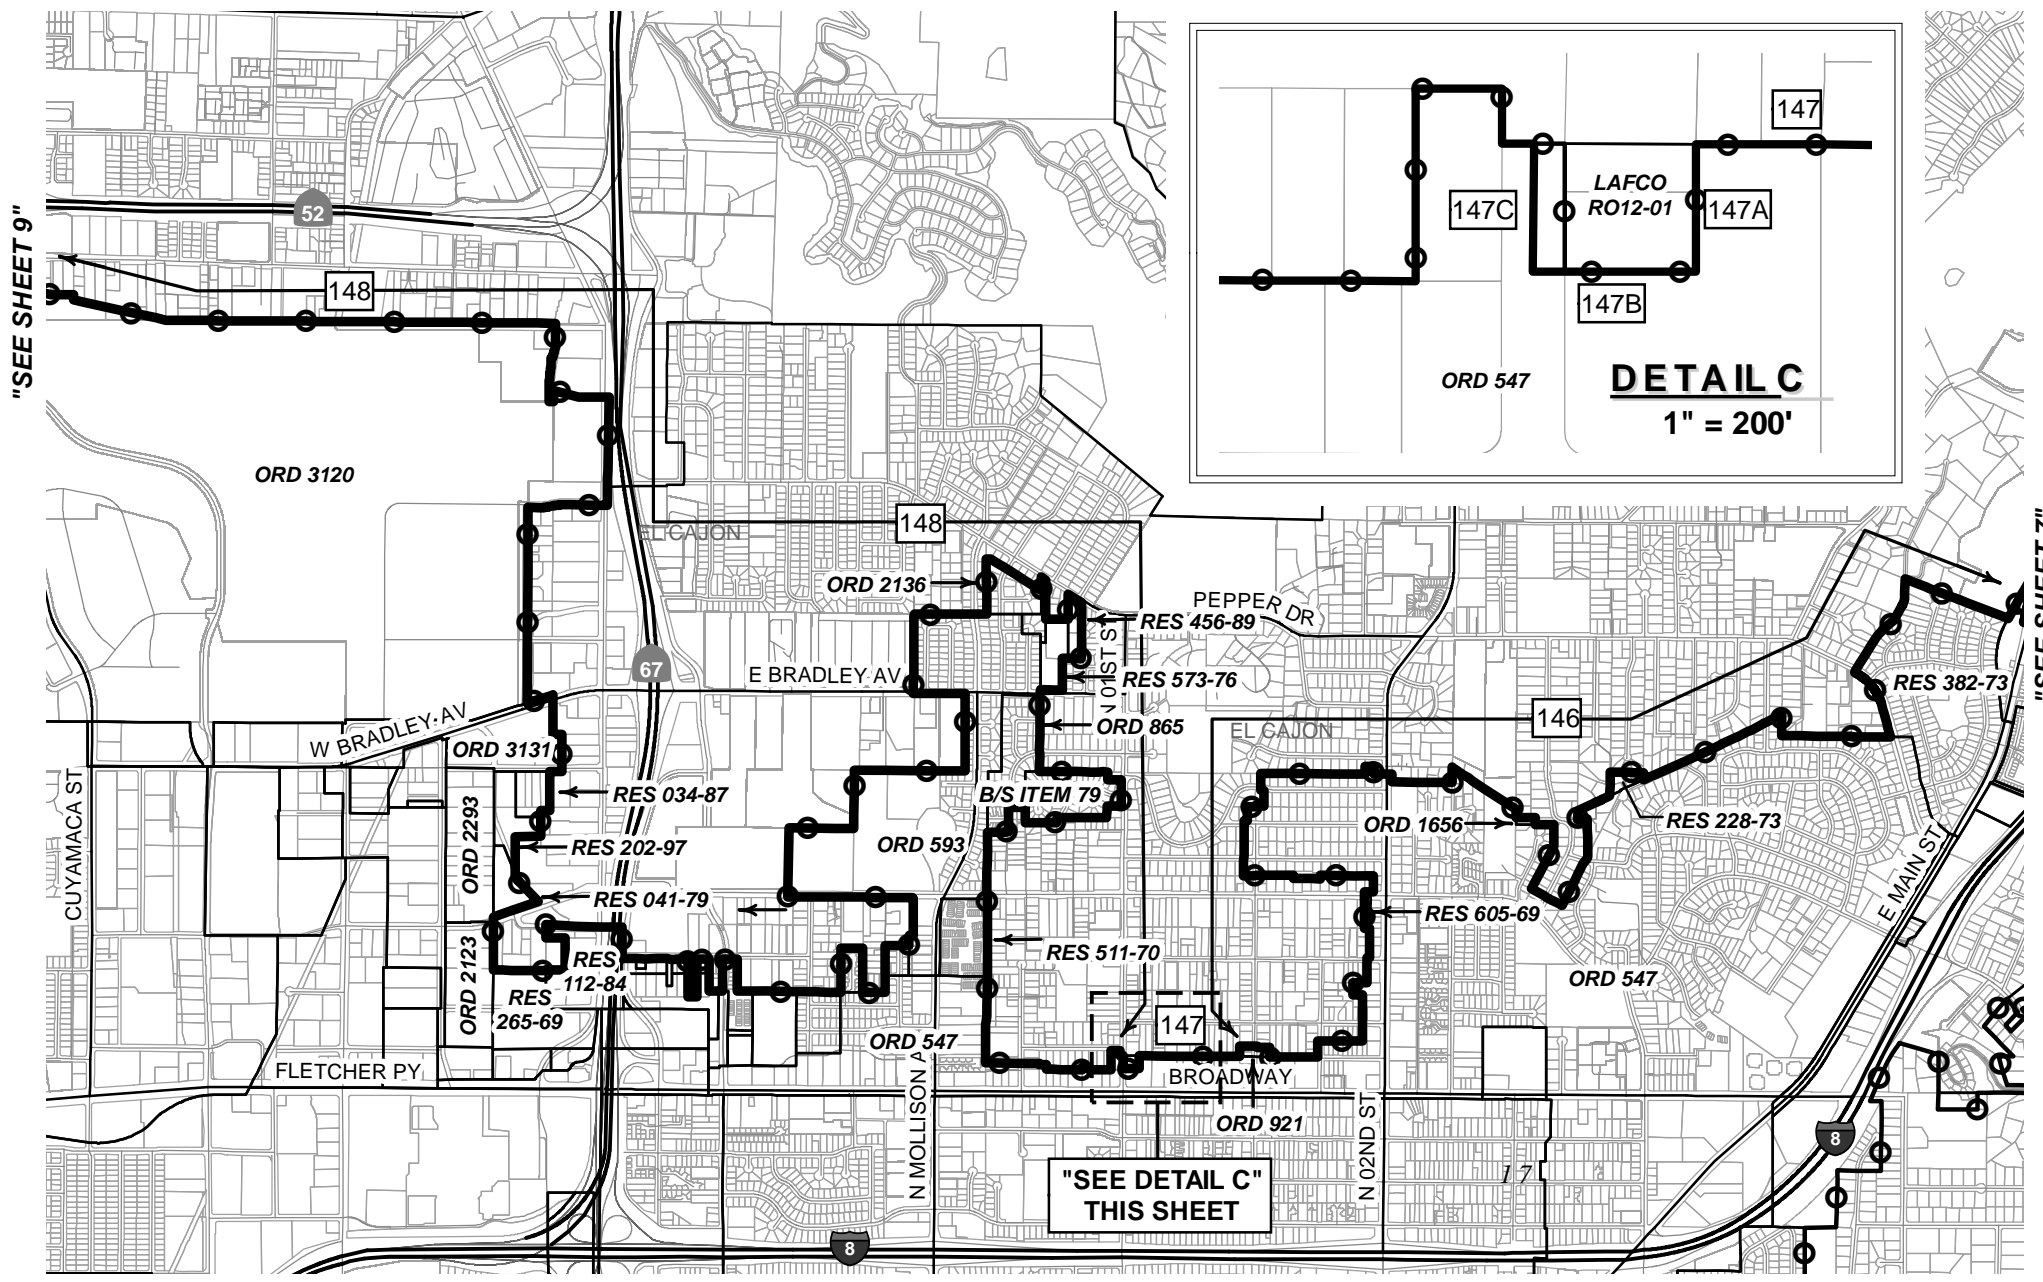 "SEE SHEET 9"
52
148
ORD 3120
EL CAJON
148
147
LAFCO
RO12-01
147C
147A
147B
ORD 547
DETAIL C
1" = 200'
ORD 2136
PEPPER DR
RES 456-89
N 01ST ST
67
E BRADLEY AV
RES 573-76
RES 382-73
"SEE SHEET 7"
W BRADLEY AV
ORD 3131
ORD 865
EL CAJON
146
CUYAMACA ST
ORD 2293
RES 034-87
B/S ITEM 79
ORD 1656
RES 228-73
RES 202-97
ORD 593
E MAIN ST
RES 041-79
RES 605-69
RES 511-70
ORD 547
ORD 2123
RES
112-84
RES
265-69
147
ORD 547
FLETCHER PY
N MOLLISON A
BROADWAY
ORD 921
N 02ND ST
8
"SEE DETAIL C"
THIS SHEET
17
8